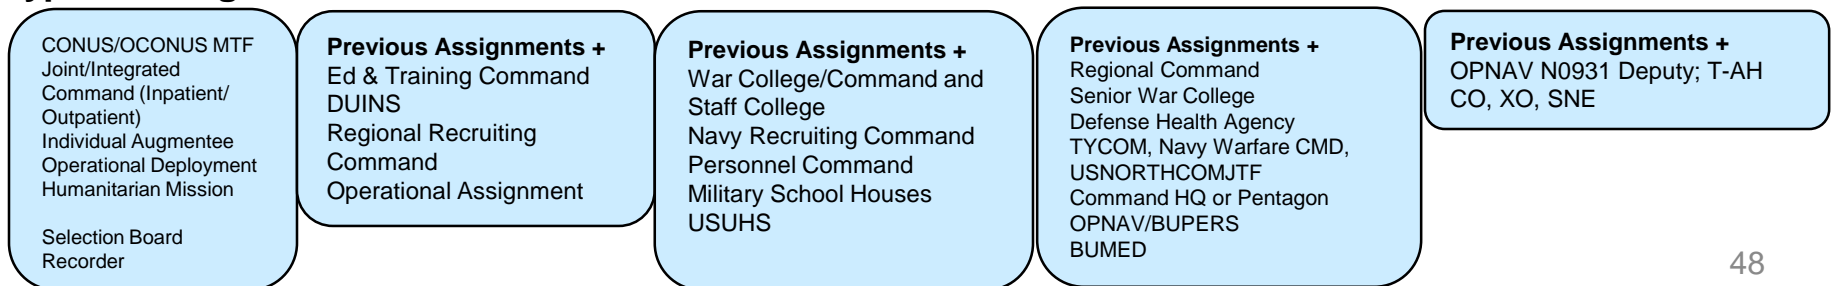 CONUS/OCONUS MTF
Joint/Integrated
Command (Inpatient/
Outpatient)
Individual Augmentee
Operational Deployment
Humanitarian Mission
Selection Board
Recorder
Previous Assignments +
Ed & Training Command
DUINS
Regional Recruiting
Command
Operational Assignment
Previous Assignments +
War College/Command and
Staff College
Navy Recruiting Command
Personnel Command
Military School Houses
USUHS
Previous Assignments +
Regional Command
Senior War College
Defense Health Agency
TYCOM, Navy Warfare CMD,
USNORTHCOMJTF
Command HQ or Pentagon
OPNAV/BUPERS
BUMED
Previous Assignments +
OPNAV N0931 Deputy; T-AH
CO, XO, SNE
48